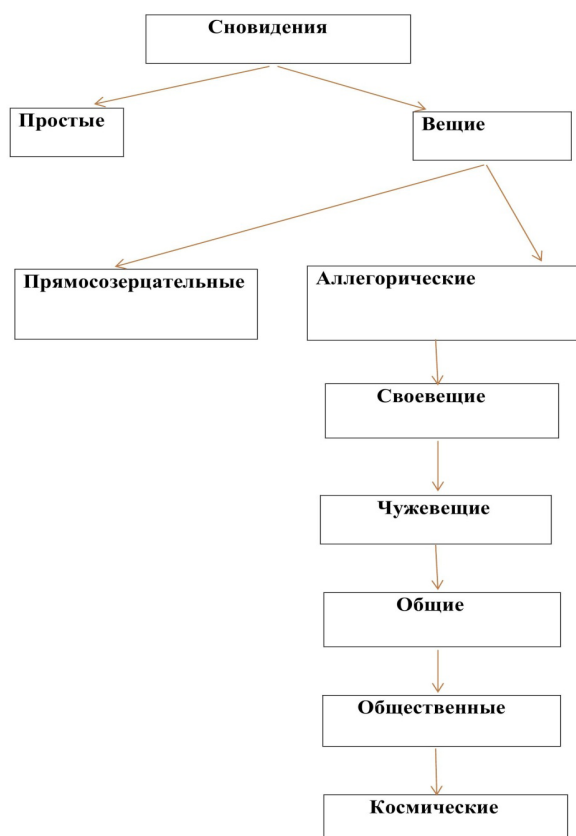 Сновидения
Простые
Вещие
Прямосозерцательные
Аллегорические
Своевещие
Чужевещие
Общие
Общественные
Космические